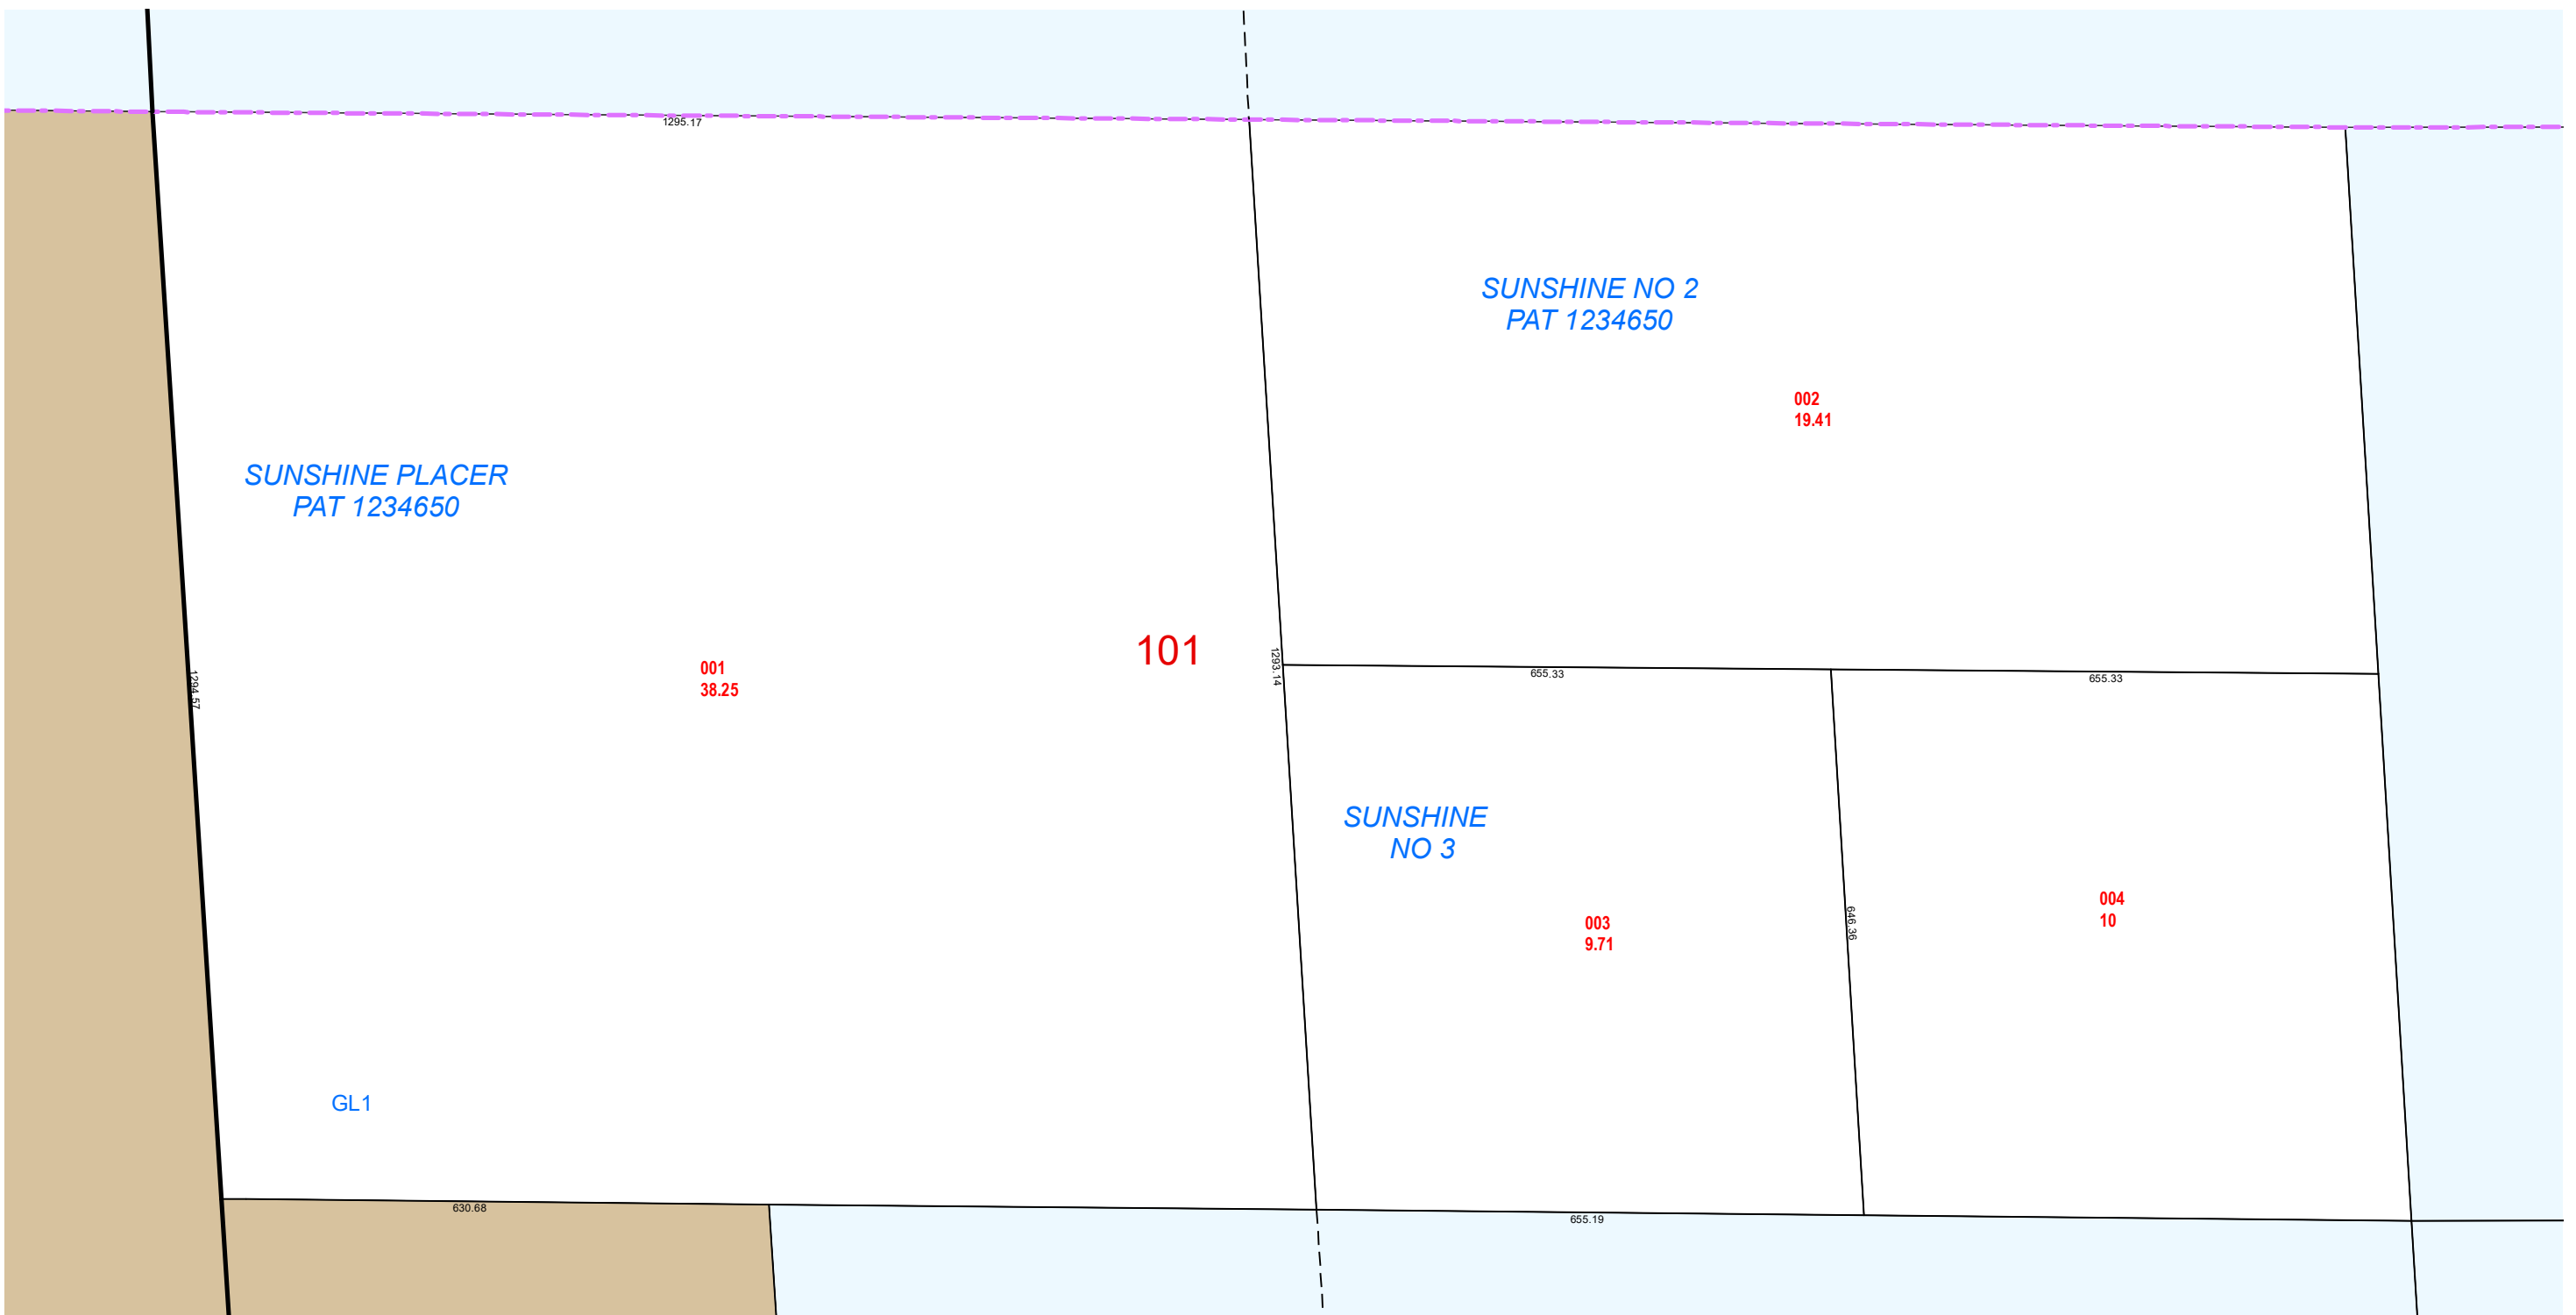 1295.17
SUNSHINE NO 2
PAT 1234650
002
19.41
SUNSHINE PLACER
PAT 1234650
101
001
38.25
1294.57
1293.14
655.33
655.33
SUNSHINE
NO 3
003
9.71
646.36
004
10
GL1
630.68
655.19